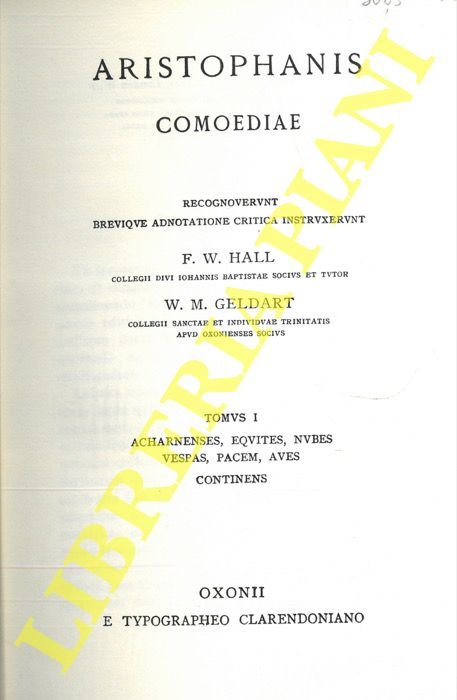 ARISTOPHANIS
COMOEDIAE
RECOGNOVERVNT
BREVIQVE ADNOTATIONE CRITICA INSTRVXERVNT
F. W. HALL
COLLEGII DIVI IOHANNIS BAPTISTAE SOCIVS ET TVTOR
W. M. GELDART
COLLEGII SANCTAE ET INDIVIDVAE TRINITATIS
APVD OXONIENSES SOCIVS
TOMVS I
ACHARNENSES, EQVITES, NVBES
VESPAS, PACEM, AVES
CONTINENS
OXONII
E TYPOGRAPHEO CLARENDONIANO
LIBRERIA PIANI